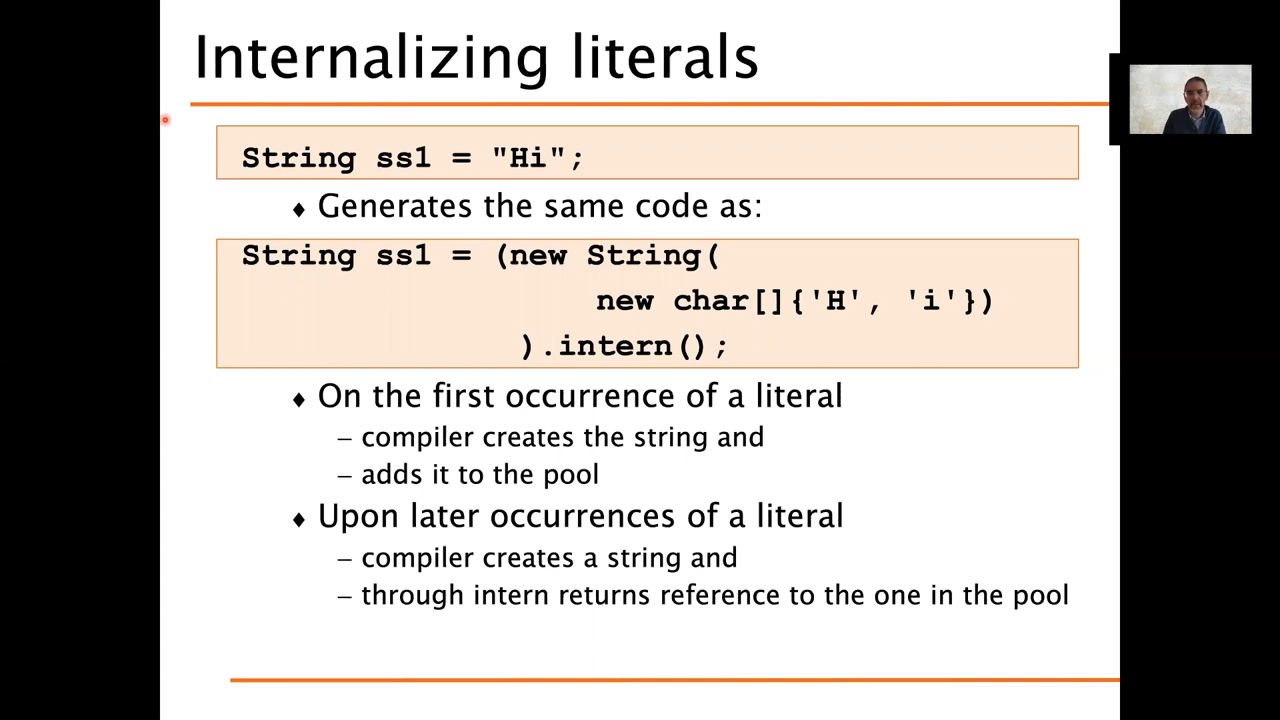 Internalizing literals
String ss1 = "Hi";
♦ Generates the same code as:
String ss1 = (new String(
new char[]{'H', 'i'})
).intern();
♦ On the first occurrence of a literal
– compiler creates the string and
– adds it to the pool
♦ Upon later occurrences of a literal
– compiler creates a string and
– through intern returns reference to the one in the pool